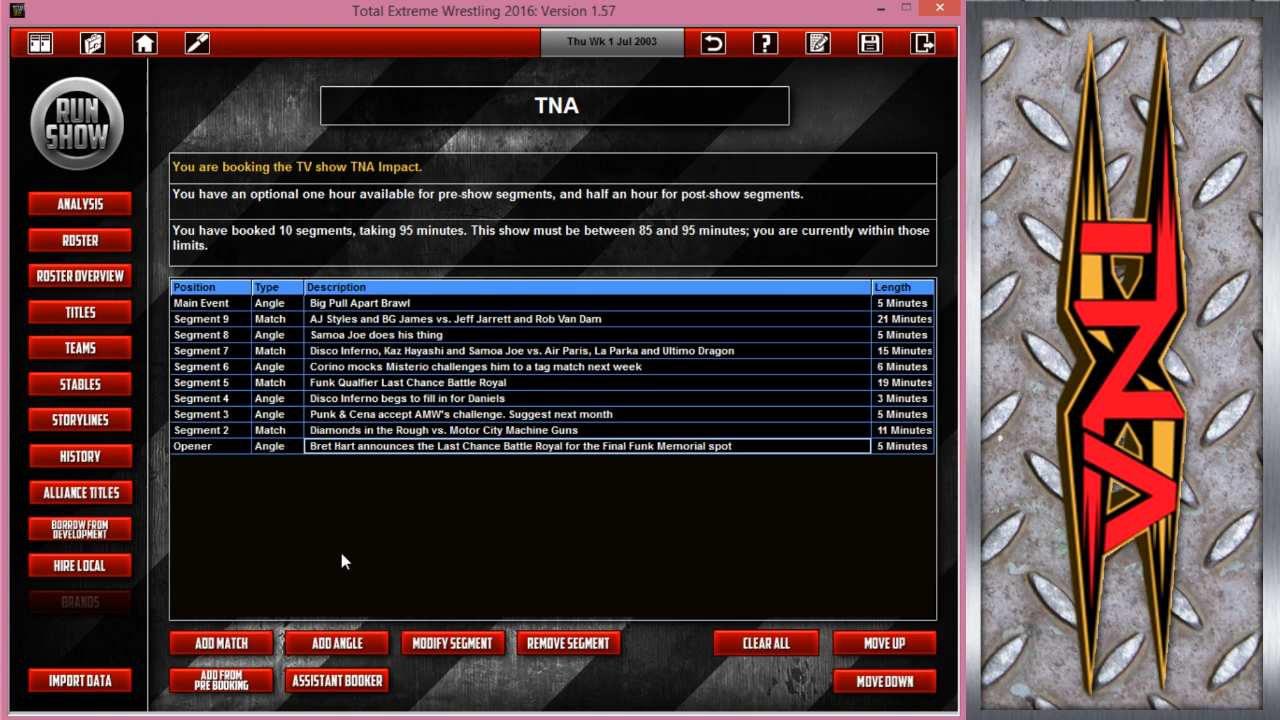 Total Extreme Wrestling 2016: Version 1.57
Thu Wk 1 Jul 2003
RUN
SHOW
TNA
ANALYSIS
ROSTER
ROSTER OVERVIEW
TITLES
TEAMS
STABLES
STORYLINES
HISTORY
ALLIANCE TITLES
BORROW FROM
DEVELOPMENT
HIRE LOCAL
BRANDS
IMPORT DATA
You are booking the TV show TNA Impact.
You have an optional one hour available for pre-show segments, and half an hour for post-show segments.
You have booked 10 segments, taking 95 minutes. This show must be between 85 and 95 minutes; you are currently within those
limits.
Position Type Description Length
Main Event Angle Big Pull Apart Brawl 5 Minutes
Segment 9 Match AJ Styles and BG James vs. Jeff Jarrett and Rob Van Dam 21 Minutes
Segment 8 Angle Samoa Joe does his thing 5 Minutes
Segment 7 Match Disco Inferno, Kaz Hayashi and Samoa Joe vs. Air Paris, La Parka and Ultimo Dragon 15 Minutes
Segment 6 Angle Corino mocks Misterio challenges him to a tag match next week 6 Minutes
Segment 5 Match Funk Qualfier Last Chance Battle Royal 19 Minutes
Segment 4 Angle Disco Inferno begs to fill in for Daniels 3 Minutes
Segment 3 Angle Punk & Cena accept AMW's challenge. Suggest next month 5 Minutes
Segment 2 Match Diamonds in the Rough vs. Motor City Machine Guns 11 Minutes
Opener Angle Bret Hart announces the Last Chance Battle Royal for the Final Funk Memorial spot 5 Minutes
ADD MATCH ADD ANGLE MODIFY SEGMENT REMOVE SEGMENT CLEAR ALL MOVE UP
ADD FROM
PRE BOOKING
ASSISTANT BOOKER MOVE DOWN
TNA